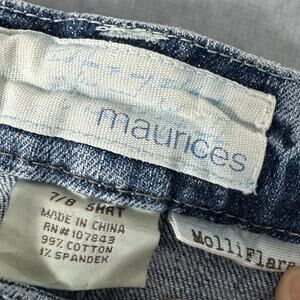 maurices
7/8 SHRT
MADE IN CHINA
RN#107843
99% COTTON
1% SPANDEX
MolliFlare